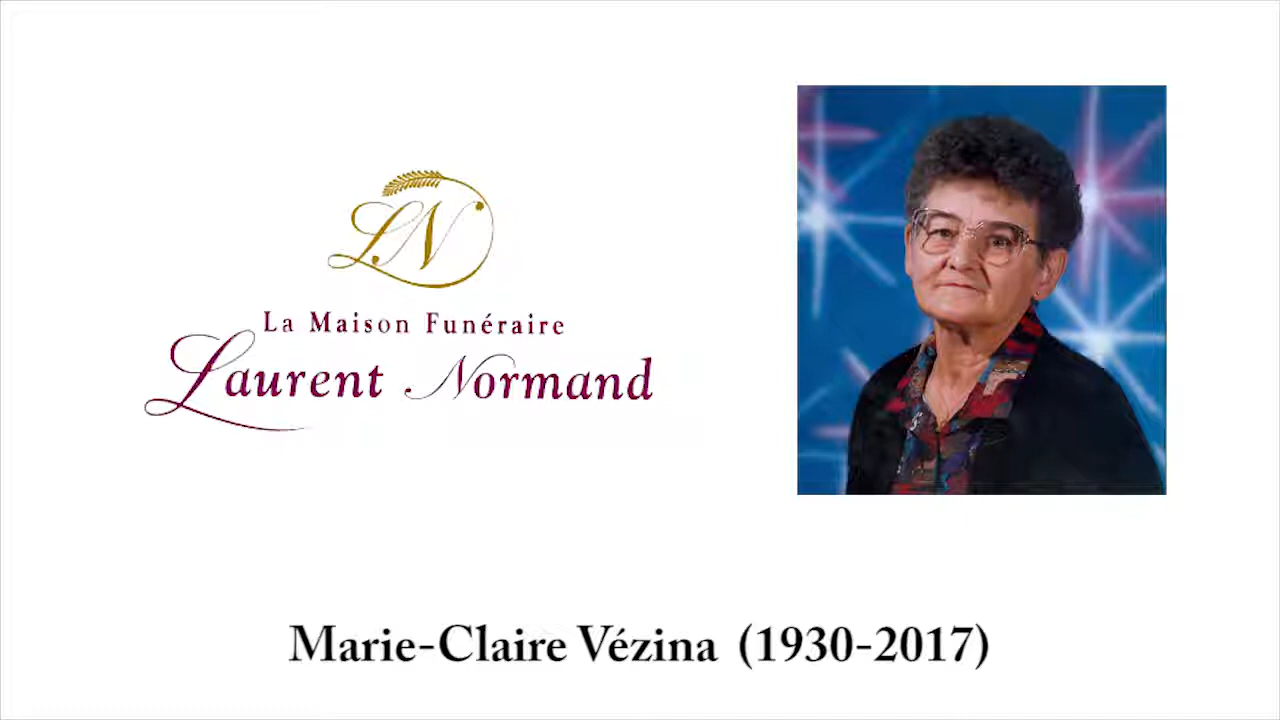 LN
La Maison Funéraire
Laurent Normand
Marie-Claire Vézina (1930-2017)